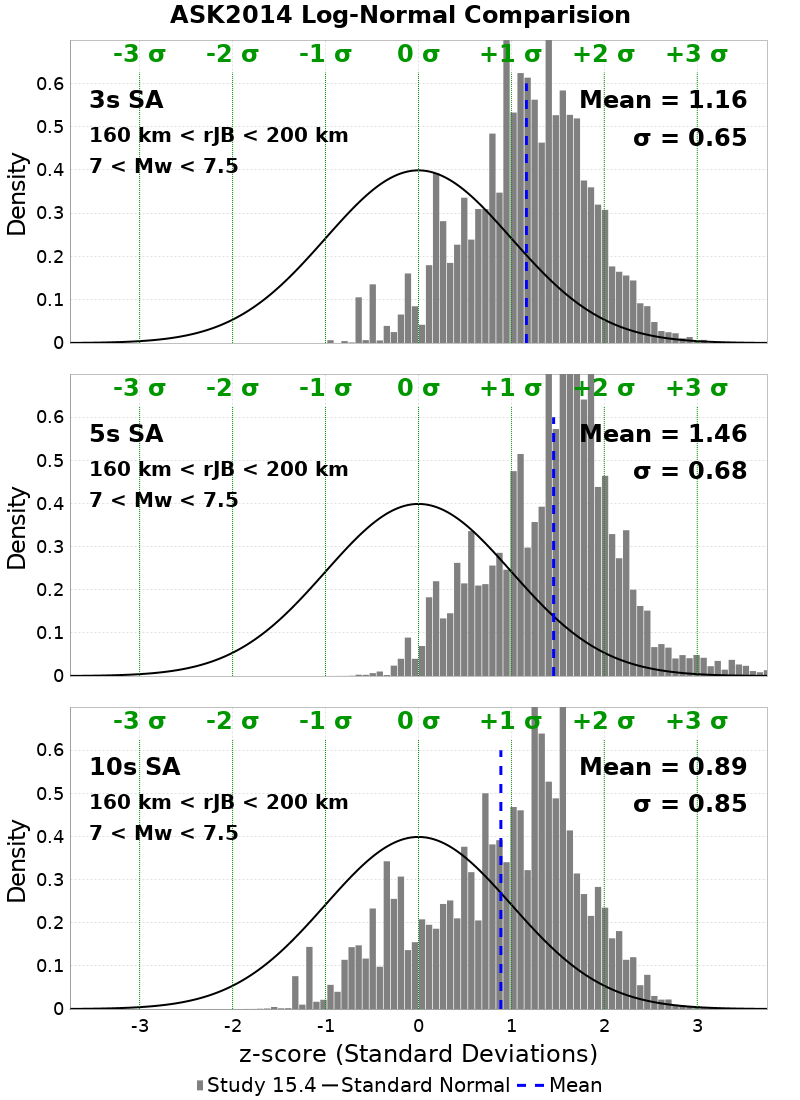 ASK2014 Log-Normal Comparision
-3 σ -2 σ -1 σ 0 σ +1 σ +2 σ +3 σ
0.6
0.5
0.4
0.3
0.2
0.1
0
Density
3s SA
160 km < rJB < 200 km
7 < Mw < 7.5
Mean = 1.16
σ = 0.65
-3 σ -2 σ -1 σ 0 σ +1 σ +2 σ +3 σ
0.6
0.5
0.4
0.3
0.2
0.1
0
Density
5s SA
160 km < rJB < 200 km
7 < Mw < 7.5
Mean = 1.46
σ = 0.68
-3 σ -2 σ -1 σ 0 σ +1 σ +2 σ +3 σ
0.6
0.5
0.4
0.3
0.2
0.1
0
Density
10s SA
160 km < rJB < 200 km
7 < Mw < 7.5
Mean = 0.89
σ = 0.85
-3 -2 -1 0 1 2 3
z-score (Standard Deviations)
Study 15.4 Standard Normal Mean